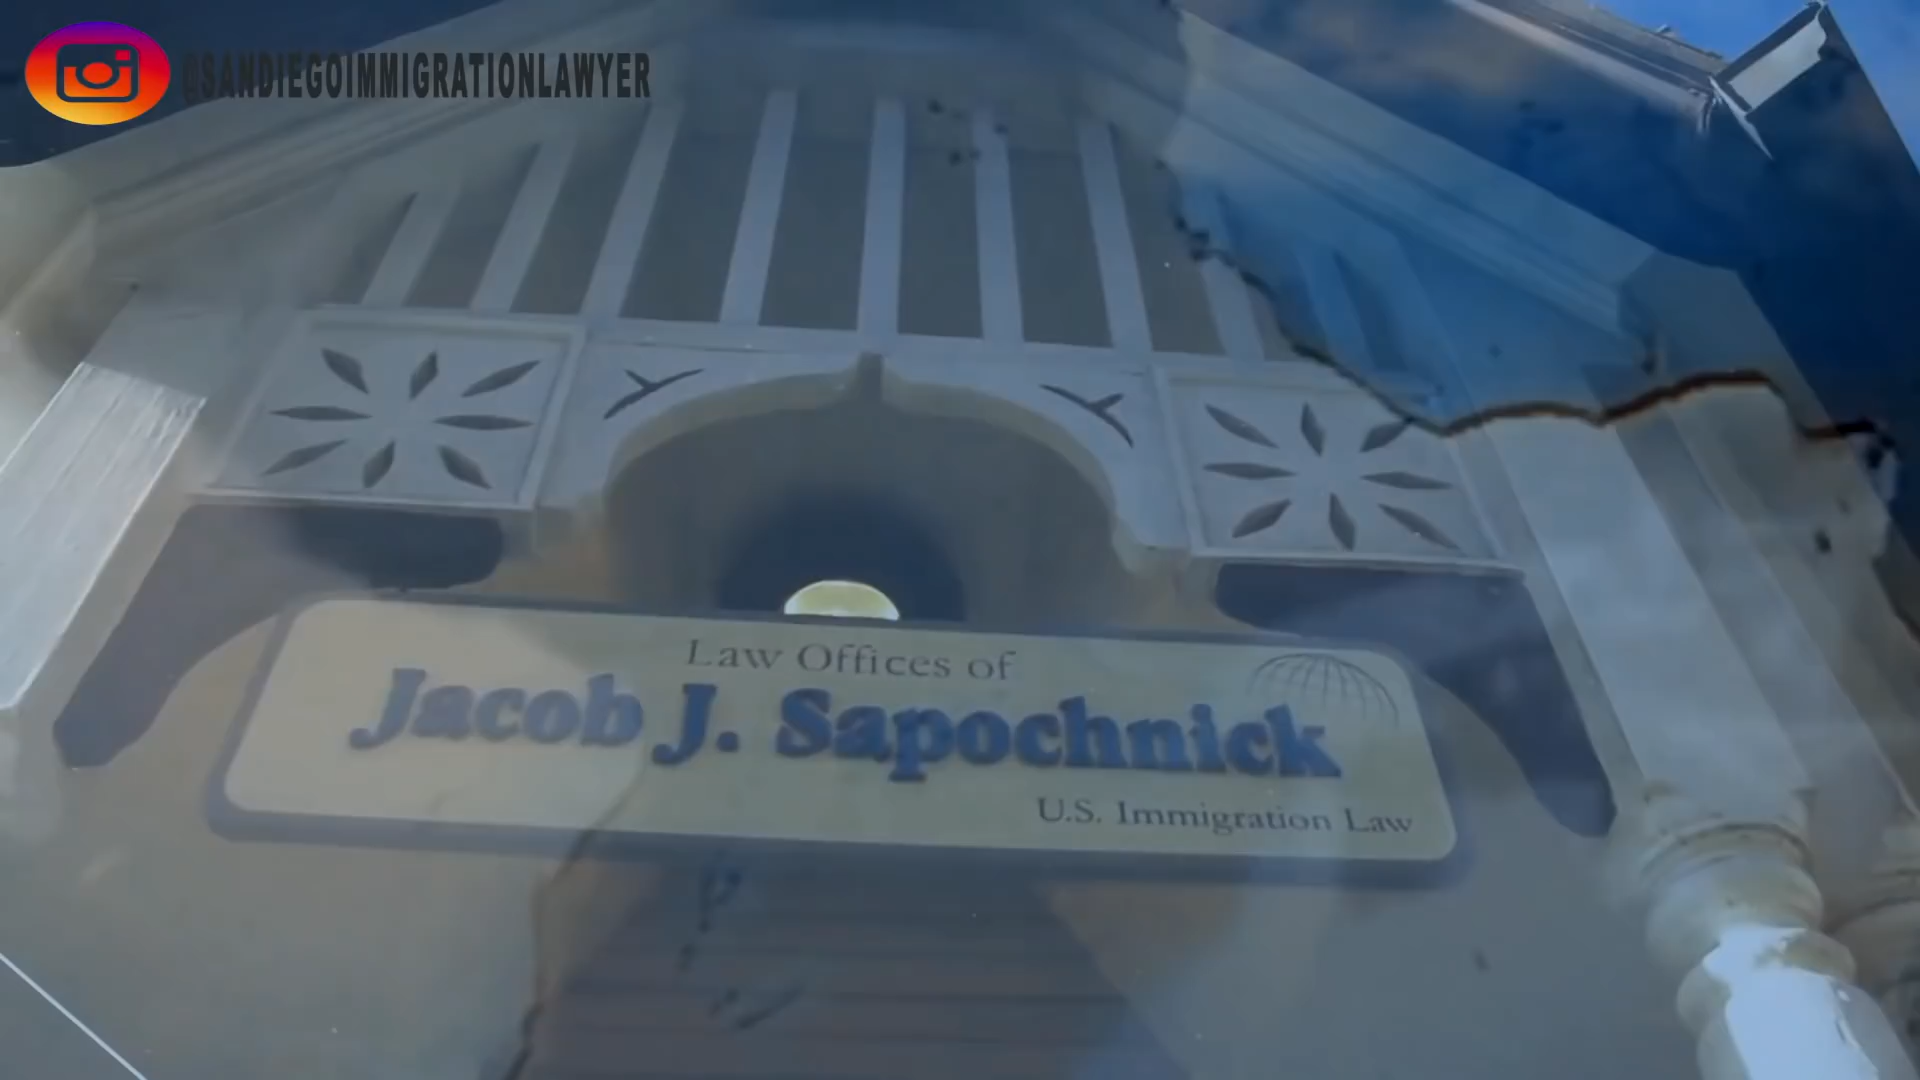 @SANDIEGOIMMIGRATIONLAWYER
Law Offices of
Jacob J. Sapochnick
U.S. Immigration Law